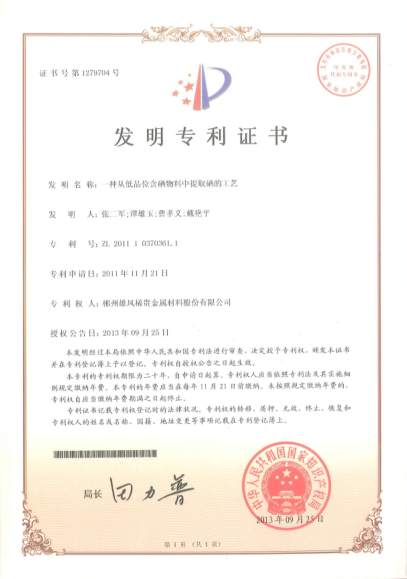 证书号第1279704号
发明专利证书
发明名称：一种从低品位含硒物料中提取硒的工艺
发明人：张二军;谭雄玉;曹孝义;戴艳平
专利号：ZL 2011 1 0370361.1
专利申请日：2011年11月21日
专利权人：郴州雄风稀贵金属材料股份有限公司
授权公告日：2013年09月25日
本发明经过本局依照中华人民共和国专利法进行审查，决定授予专利权，颁发本证书
并在专利登记簿上予以登记。专利权自授权公告之日起生效。
本专利的专利权期限为二十年，自申请日起算。专利权人应当依照专利法及其实施细
则规定缴纳年费。本专利的年费应当在每年11月21日前缴纳。未按照规定缴纳年费的，
专利权自应当缴纳年费期满之日起终止。
专利证书记载专利权登记时的法律状况。专利权的转移、质押、无效、终止、恢复和
专利权人的姓名或名称、国籍、地址变更等事项记载在专利登记簿上。
局长 田力普
中华人民共和国国家知识产权局
2013年09月25日
第1页（共1页）